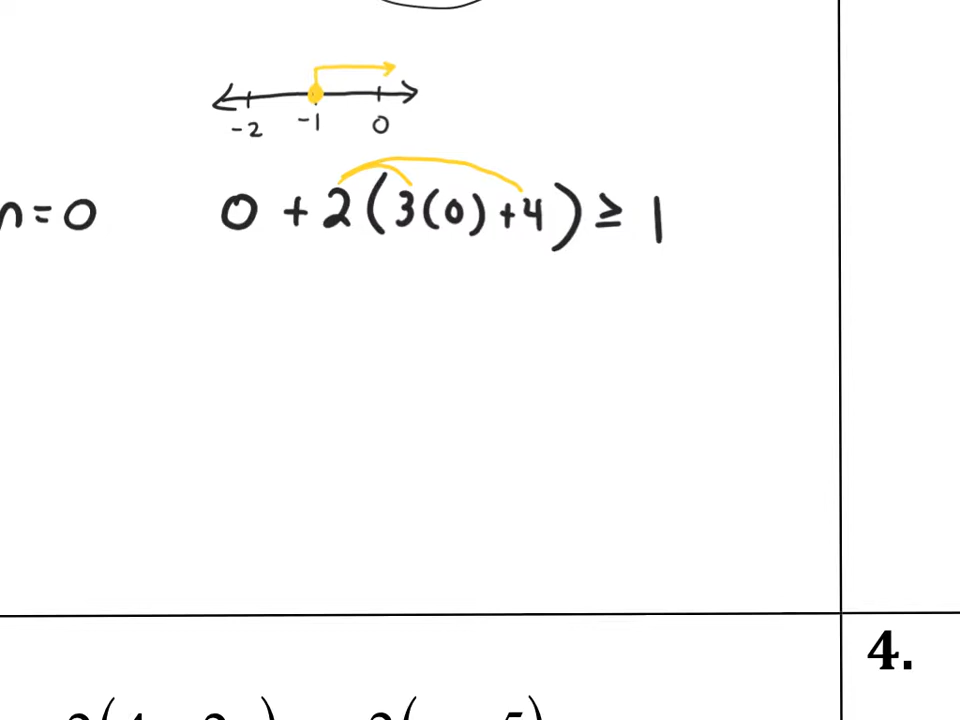 -2 -1 0
n=0 0 + 2(3(0)+4) ≥ 1
4.